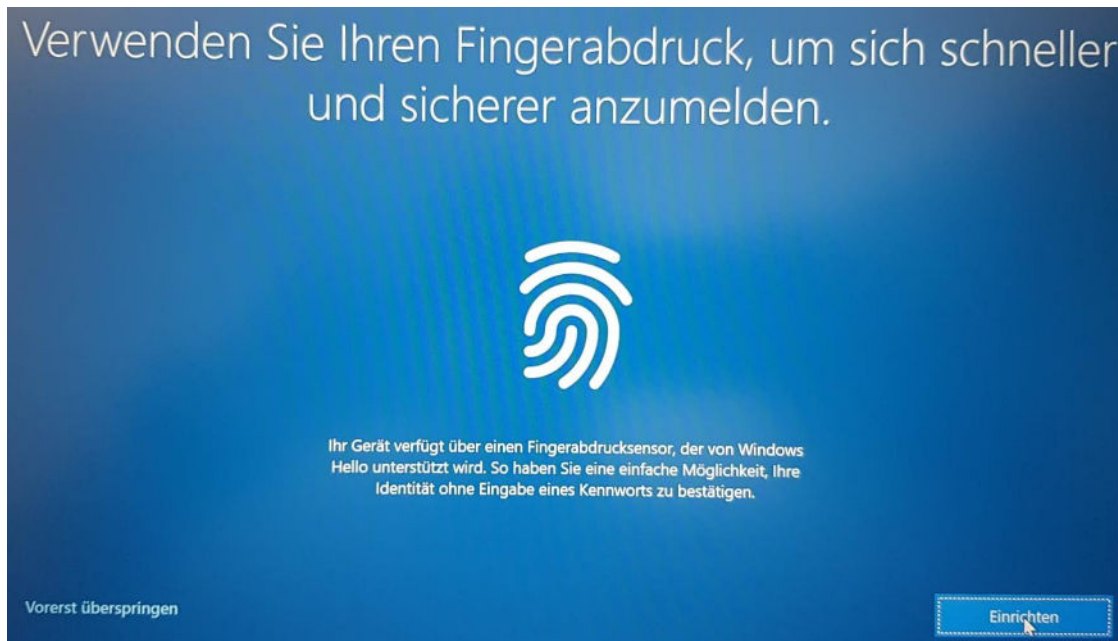 Verwenden Sie Ihren Fingerabdruck, um sich schneller
und sicherer anzumelden.
Ihr Gerät verfügt über einen Fingerabdrucksensor, der von Windows
Hello unterstützt wird. So haben Sie eine einfache Möglichkeit, Ihre
Identität ohne Eingabe eines Kennworts zu bestätigen.
Vorerst überspringen
Einrichten